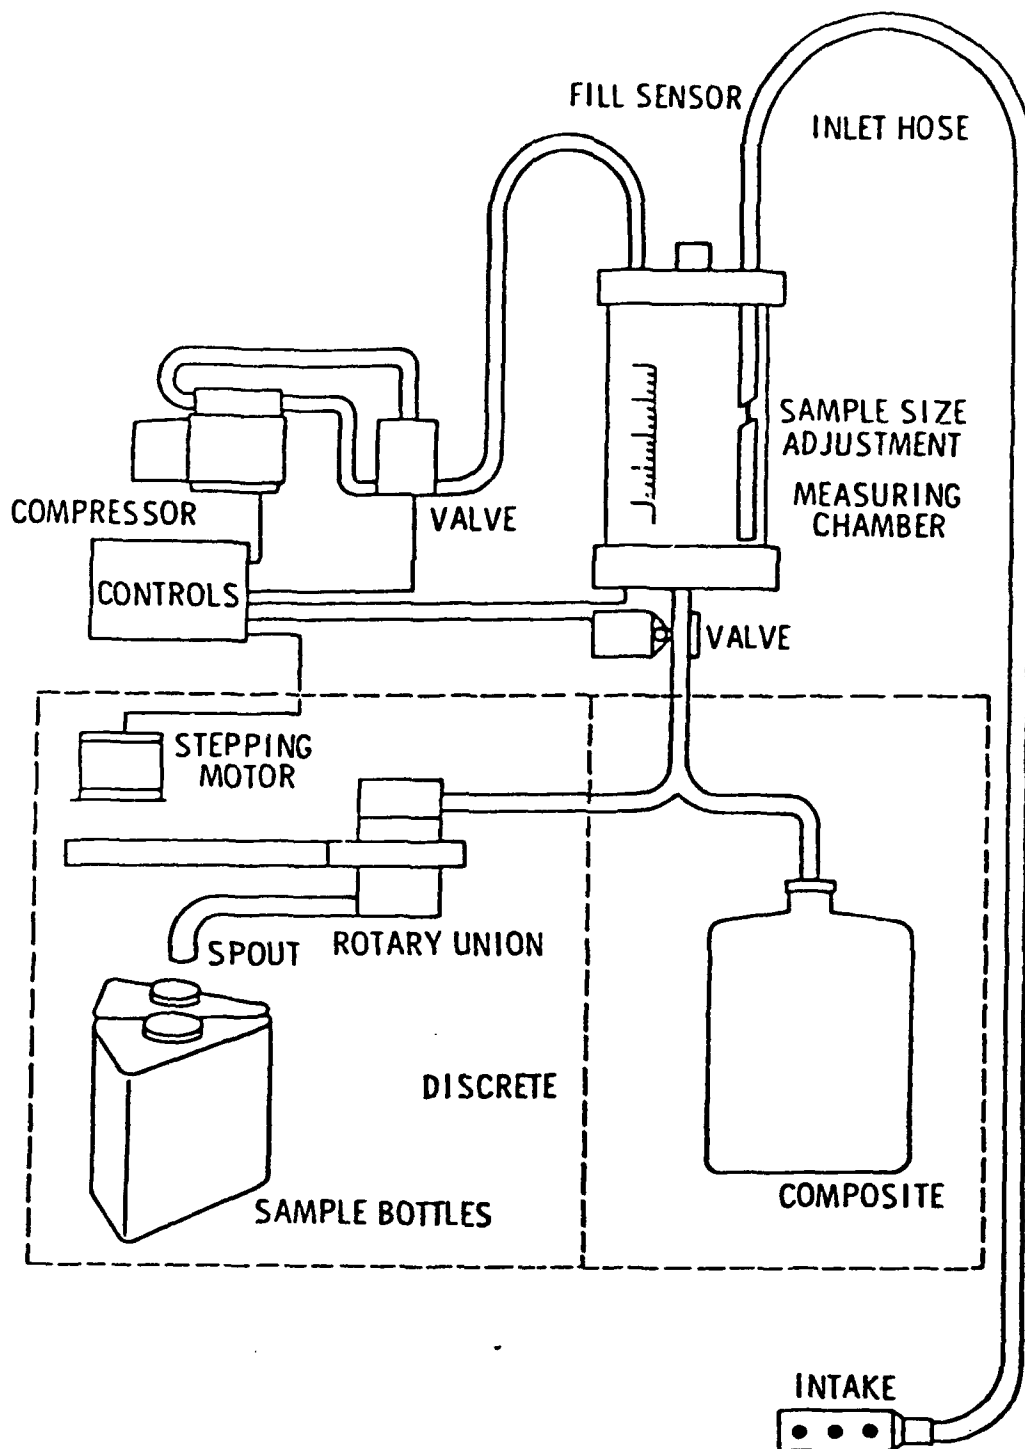 FILL SENSOR
INLET HOSE
SAMPLE SIZE
ADJUSTMENT
MEASURING
CHAMBER
COMPRESSOR
VALVE
CONTROLS
VALVE
STEPPING
MOTOR
SPOUT
ROTARY UNION
DISCRETE
SAMPLE BOTTLES
COMPOSITE
INTAKE